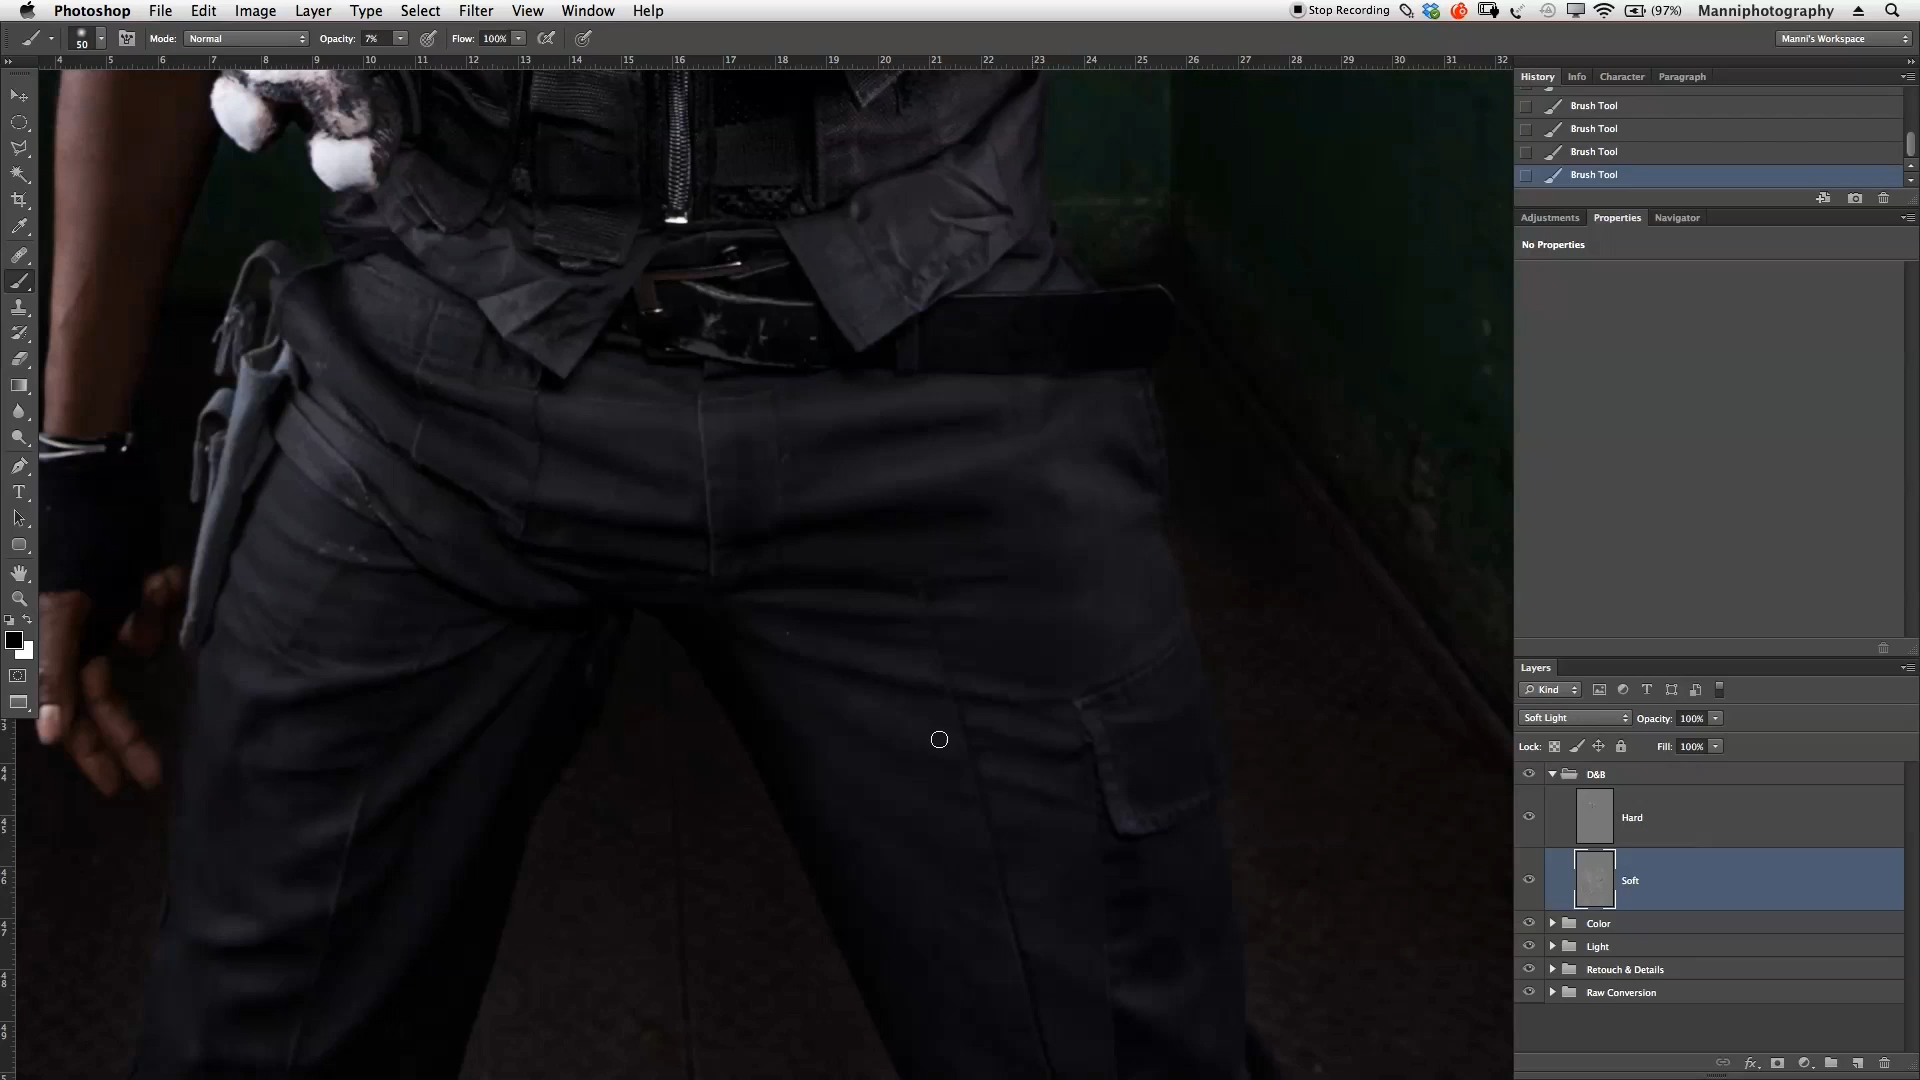 Photoshop File Edit Image Layer Type Select Filter View Window Help Stop Recording (97%) Manniphotography
50 Mode: Normal Opacity: 7% Flow: 100% Manni's Workspace
4 5 6 7 8 9 10 11 12 13 14 15 16 17 18 19 20 21 22 23 24 25 26 27 28 29 30 31 32
History Info Character Paragraph
Brush Tool
Brush Tool
Brush Tool
Brush Tool
Adjustments Properties Navigator
No Properties
Layers
Kind
Soft Light Opacity: 100%
Lock: Fill: 100%
D&B
Hard
Soft
Color
Light
Retouch & Details
Raw Conversion